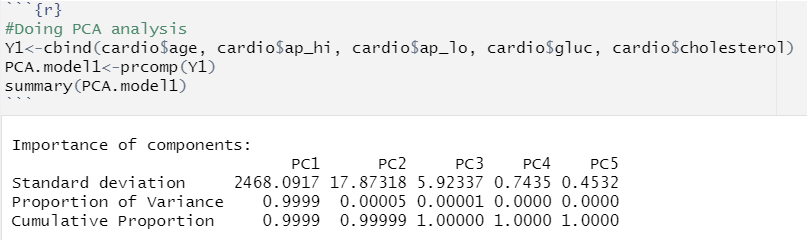 ```{r}
#Doing PCA analysis
Y1<-cbind(cardio$age, cardio$ap_hi, cardio$ap_lo, cardio$gluc, cardio$cholesterol)
PCA.model1<-prcomp(Y1)
summary(PCA.model1)
```
Importance of components:
PC1 PC2 PC3 PC4 PC5
Standard deviation 2468.0917 17.87318 5.92337 0.7435 0.4532
Proportion of Variance 0.9999 0.00005 0.00001 0.0000 0.0000
Cumulative Proportion 0.9999 0.99999 1.00000 1.0000 1.0000